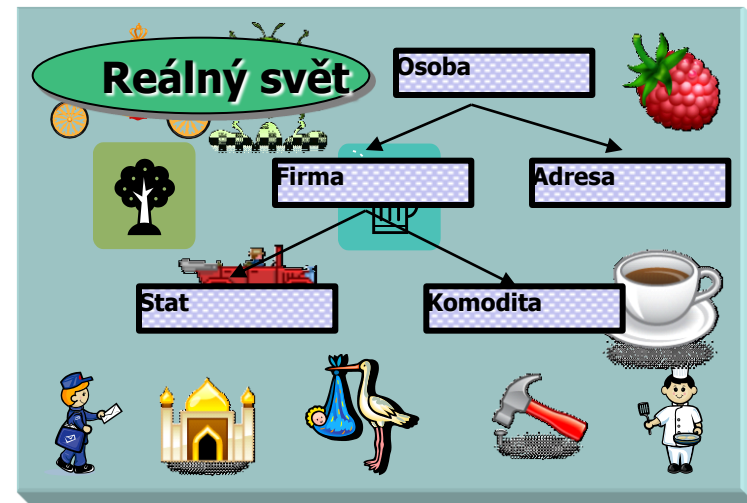 Reálný svět
Osoba
Firma
Adresa
Stat
Komodita